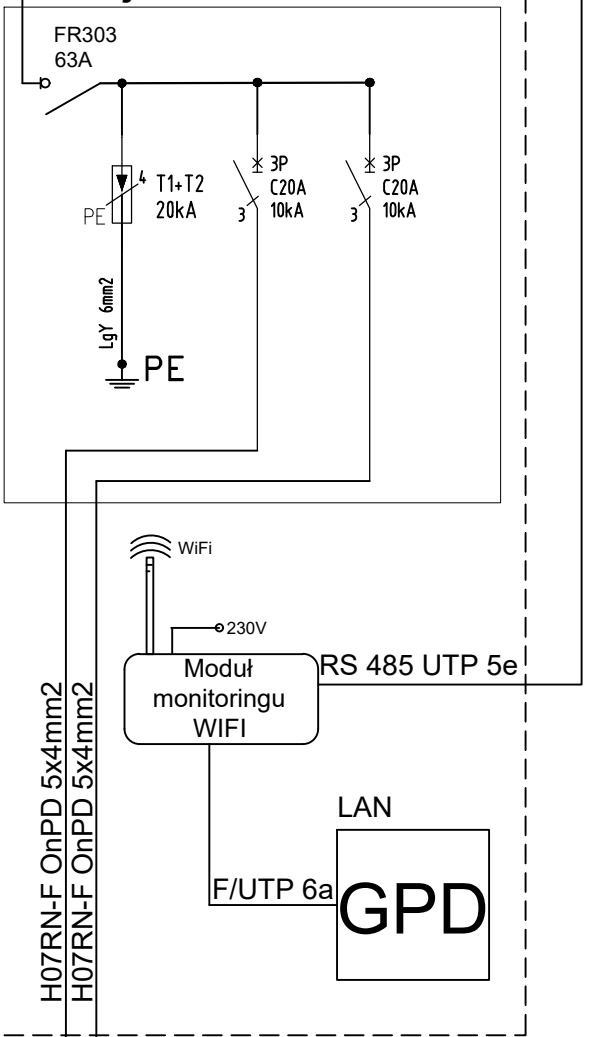 FR303
63A
4
T1+T2
20kA
PE
3P
C20A
10kA
3
3P
C20A
10kA
3
LgY 6mm2
PE
WiFi
230V
Moduł
monitoringu
WIFI
RS 485 UTP 5e
H07RN-F OnPD 5x4mm2
H07RN-F OnPD 5x4mm2
LAN
F/UTP 6a
GPD